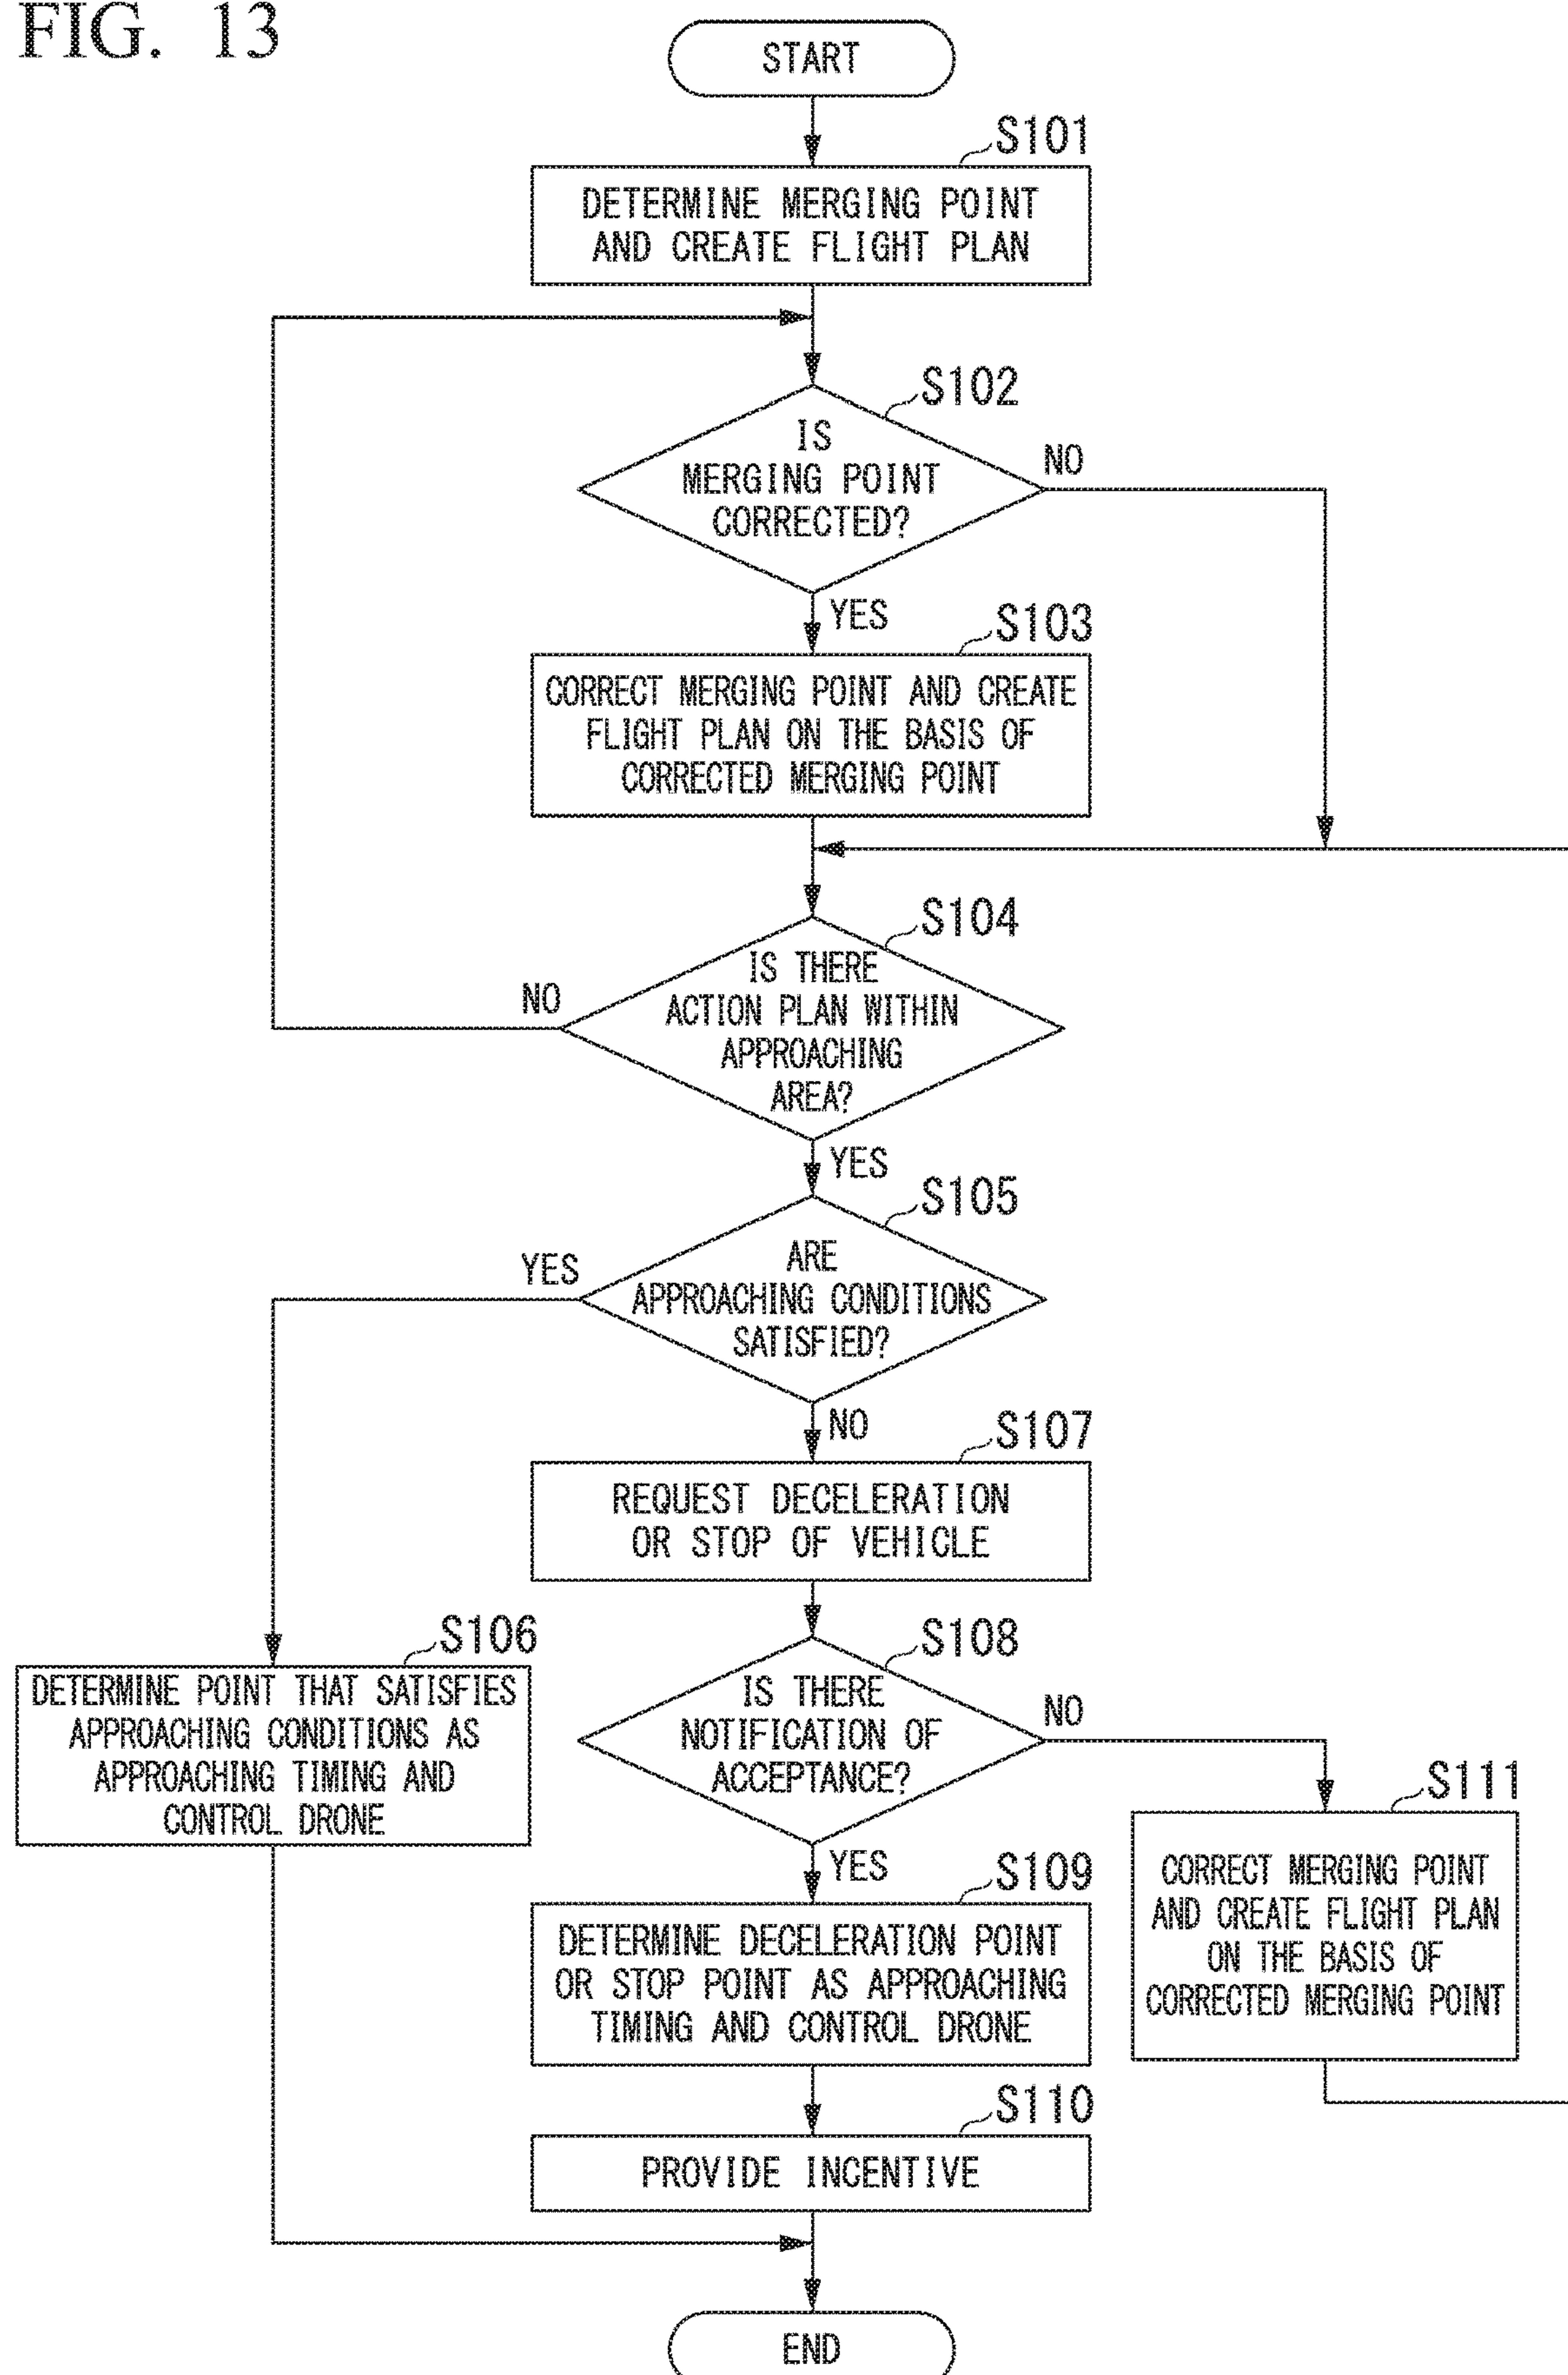 FIG. 13
START
S101
DETERMINE MERGING POINT
AND CREATE FLIGHT PLAN
S102
IS
MERGING POINT
CORRECTED?
NO
YES
S103
CORRECT MERGING POINT AND CREATE
FLIGHT PLAN ON THE BASIS OF
CORRECTED MERGING POINT
S104
IS THERE
ACTION PLAN WITHIN
APPROACHING
AREA?
NO
YES
S105
ARE
APPROACHING CONDITIONS
SATISFIED?
YES
NO
S107
REQUEST DECELERATION
OR STOP OF VEHICLE
S106
DETERMINE POINT THAT SATISFIES
APPROACHING CONDITIONS AS
APPROACHING TIMING AND
CONTROL DRONE
S108
IS THERE
NOTIFICATION OF
ACCEPTANCE?
NO
YES
S111
CORRECT MERGING POINT
AND CREATE FLIGHT PLAN
ON THE BASIS OF
CORRECTED MERGING POINT
S109
DETERMINE DECELERATION POINT
OR STOP POINT AS APPROACHING
TIMING AND CONTROL DRONE
S110
PROVIDE INCENTIVE
END